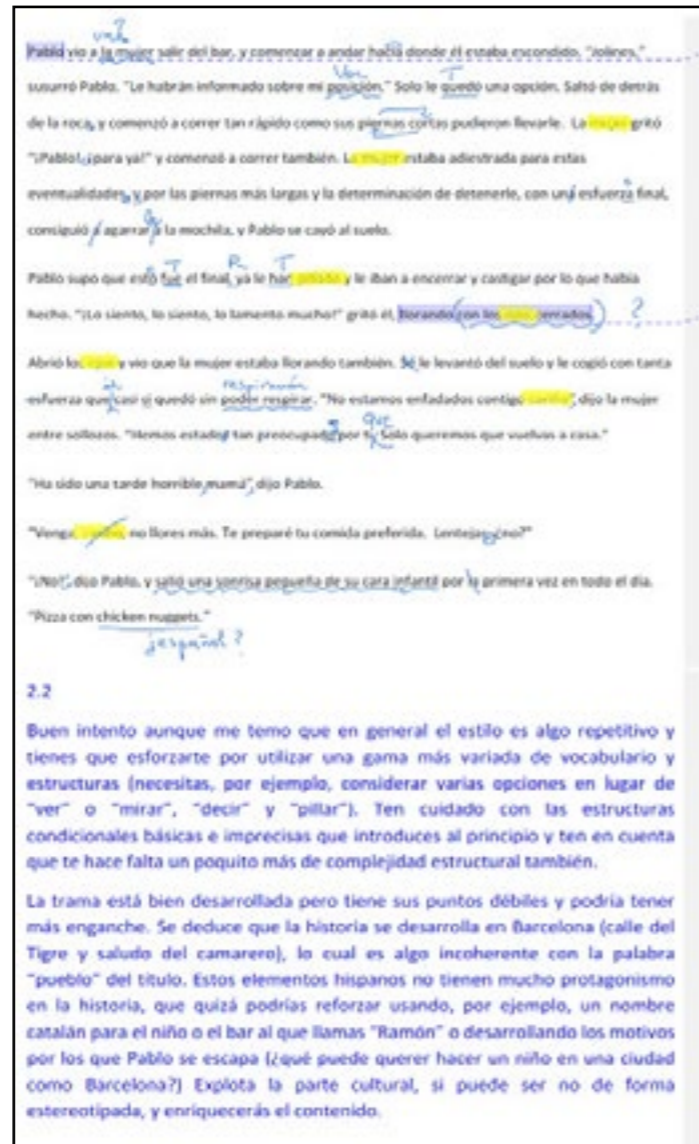 val?
Pablo vio a la mujer salir del bar, y comenzar a andar hacia donde él estaba escondido. "Jolines,"
susurró Pablo. "Le habrán informado sobre mi posición." Solo le quedó una opción. Saltó de detrás
T
de la roca, y comenzó a correr tan rápido como sus piernas cortas pudieron llevarle. La mujer gritó
"¡Pablo! ¡para ya!" y comenzó a correr también. La mujer estaba adiestrada para estas
eventualidades, y por las piernas más largas y la determinación de detenerle, con un esfuerza final,
consiguió a agarrar a la mochila, y Pablo se cayó al suelo.
T R T
Pablo supo que esto fue el final, ya le han pillado y le iban a encerrar y castigar por lo que había
hecho. "¡Lo siento, lo siento, lo lamento mucho!" gritó él, llorando con los ojos cerrados. ?
Abrió los ojos y vio que la mujer estaba llorando también. Se le levantó del suelo y le cogió con tanta
se respiración
esfuerza que casi si quedó sin poder respirar. "No estamos enfadados contigo cariño", dijo la mujer
que
entre sollozos. "Hemos estado tan preocupado por ti. Solo queremos que vuelvas a casa."
"Ha sido una tarde horrible mamá", dijo Pablo.
"Venga cariño, no llores más. Te preparé tu comida preferida. Lentejas, ¿no?"
"¡No!", dijo Pablo, y salió una sonrisa pequeña de su cara infantil por la primera vez en todo el día.
"Pizza con chicken nuggets."
¿español?
2.2
Buen intento aunque me temo que en general el estilo es algo repetitivo y
tienes que esforzarte por utilizar una gama más variada de vocabulario y
estructuras (necesitas, por ejemplo, considerar varias opciones en lugar de
"ver" o "mirar", "decir" y "pillar"). Ten cuidado con las estructuras
condicionales básicas e imprecisas que introduces al principio y ten en cuenta
que te hace falta un poquito más de complejidad estructural también.
La trama está bien desarrollada pero tiene sus puntos débiles y podría tener
más enganche. Se deduce que la historia se desarrolla en Barcelona (calle del
Tigre y saludo del camarero), lo cual es algo incoherente con la palabra
"pueblo" del título. Estos elementos hispanos no tienen mucho protagonismo
en la historia, que quizá podrías reforzar usando, por ejemplo, un nombre
catalán para el niño o el bar al que llamas "Ramón" o desarrollando los motivos
por los que Pablo se escapa (¿qué puede querer hacer un niño en una ciudad
como Barcelona?) Explota la parte cultural, si puede ser no de forma
estereotipada, y enriquecerás el contenido.